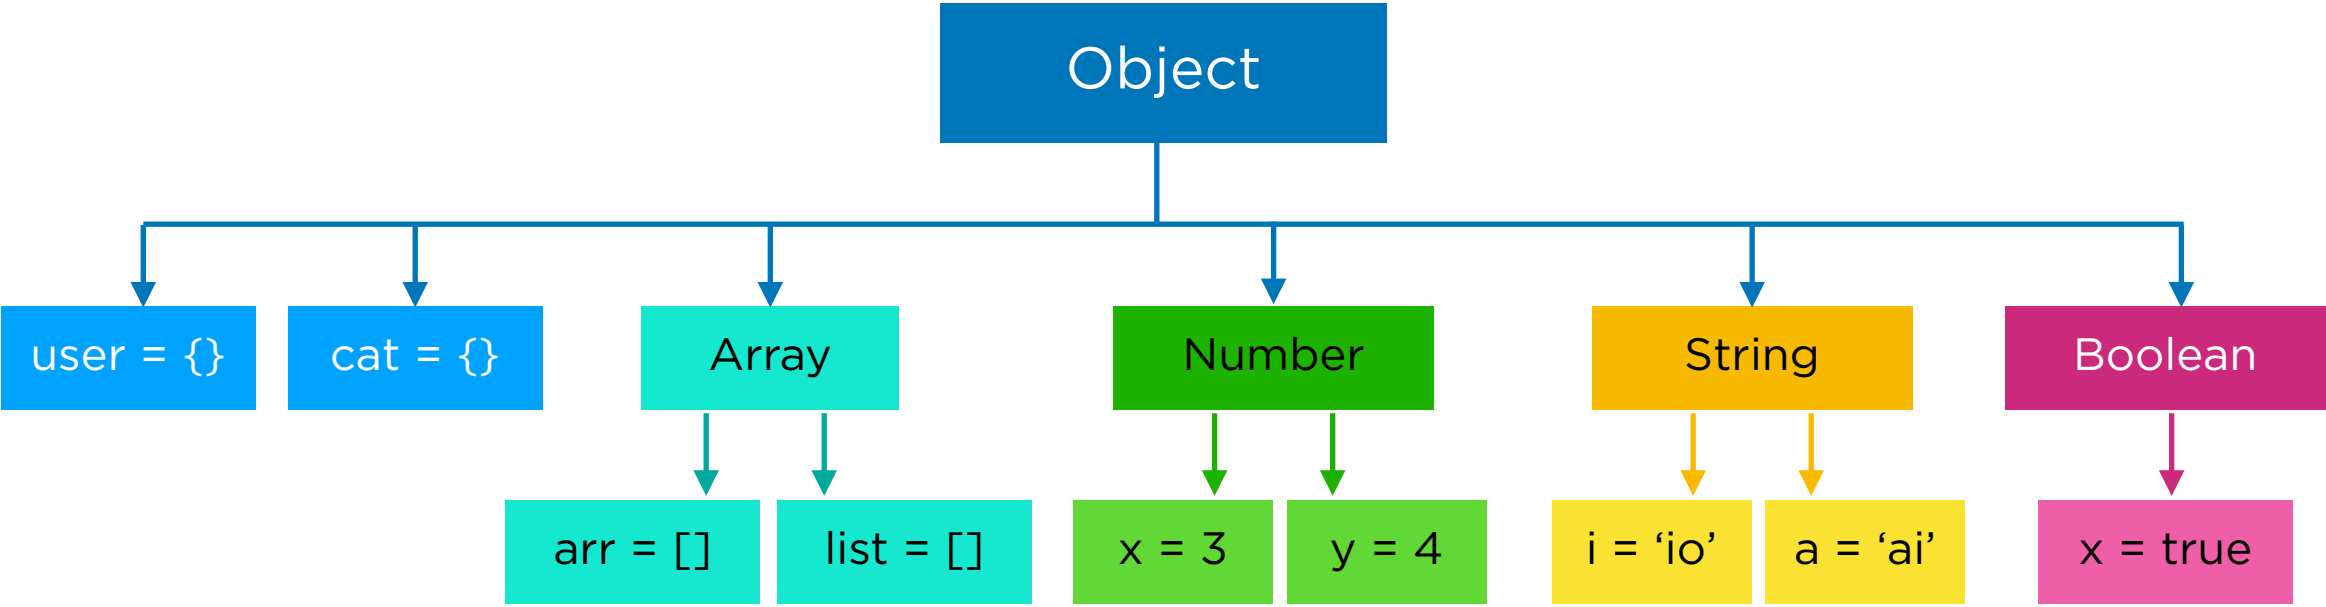 Object
user = {}
cat = {}
Array
Number
String
Boolean
arr = []
list = []
x = 3
y = 4
i = ‘io’
a = ‘ai’
x = true